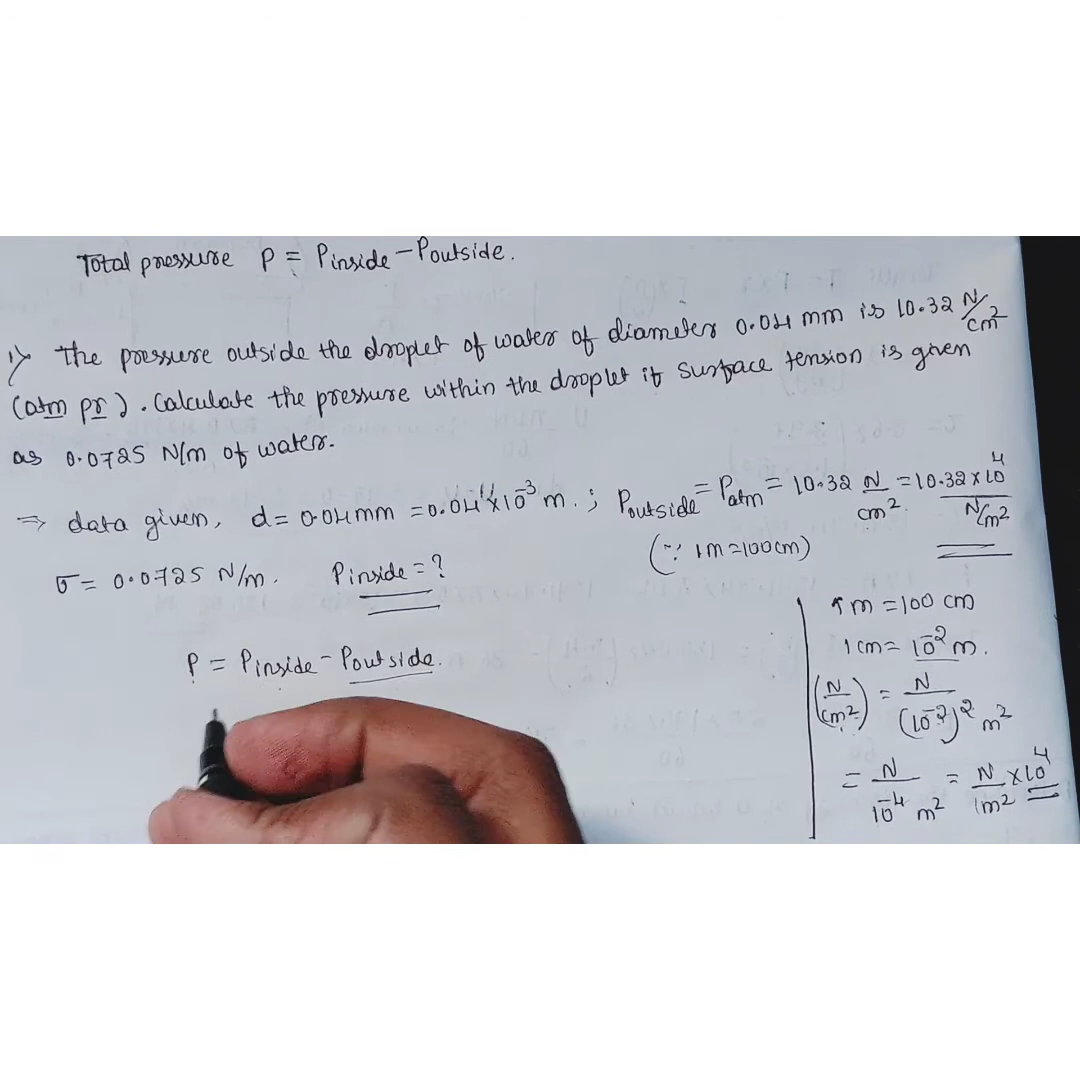 Total pressure P = Pinside - Poutside.
1) The pressure outside the droplet of water of diameter 0.04 mm is 10.32 N/cm²
(atm pr). Calculate the pressure within the droplet if surface tension is given
as 0.0725 N/m of water.
⇒ data given, d = 0.04 mm = 0.04 × 10⁻³ m. ; Poutside = Patm = 10.32 N/cm². = 10.32 × 10⁴ N/m²
(∵ 1m = 100cm)
σ = 0.0725 N/m. Pinside = ?
P = Pinside - Poutside.
1m = 100 cm
1cm = 10⁻² m.
(N/cm²) = N/(10⁻²)² m²
= N/10⁻⁴ m² = N/1m² × 10⁴